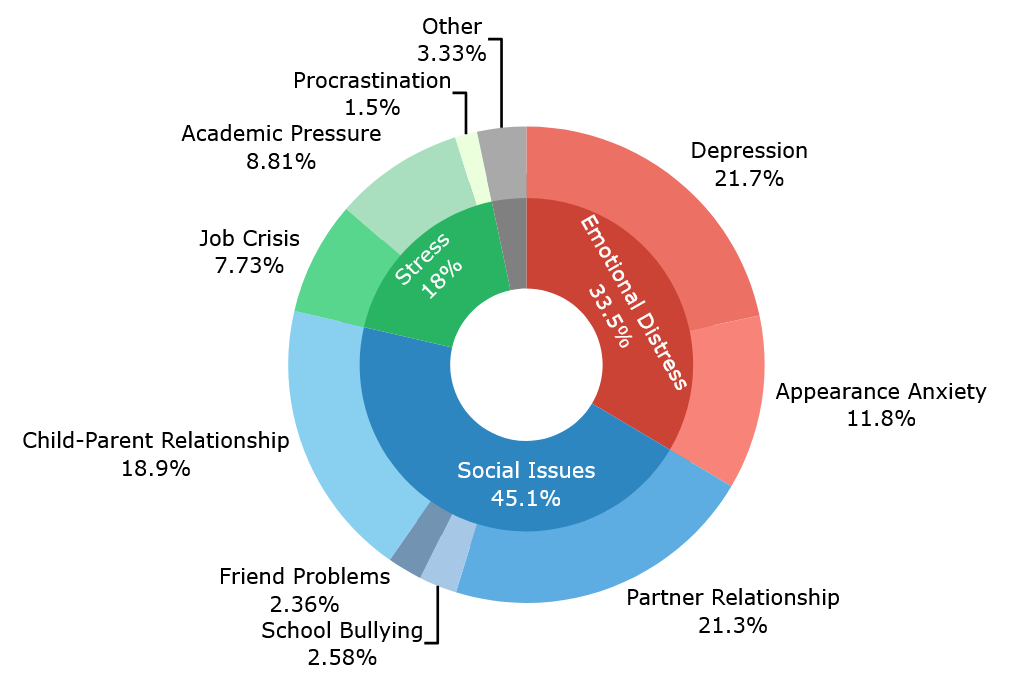 Other
3.33%
Procrastination
1.5%
Academic Pressure
8.81%
Depression
21.7%
Job Crisis
7.73%
Stress
18%
Emotional Distress
33.5%
Appearance Anxiety
11.8%
Child-Parent Relationship
18.9%
Social Issues
45.1%
Friend Problems
2.36%
School Bullying
2.58%
Partner Relationship
21.3%